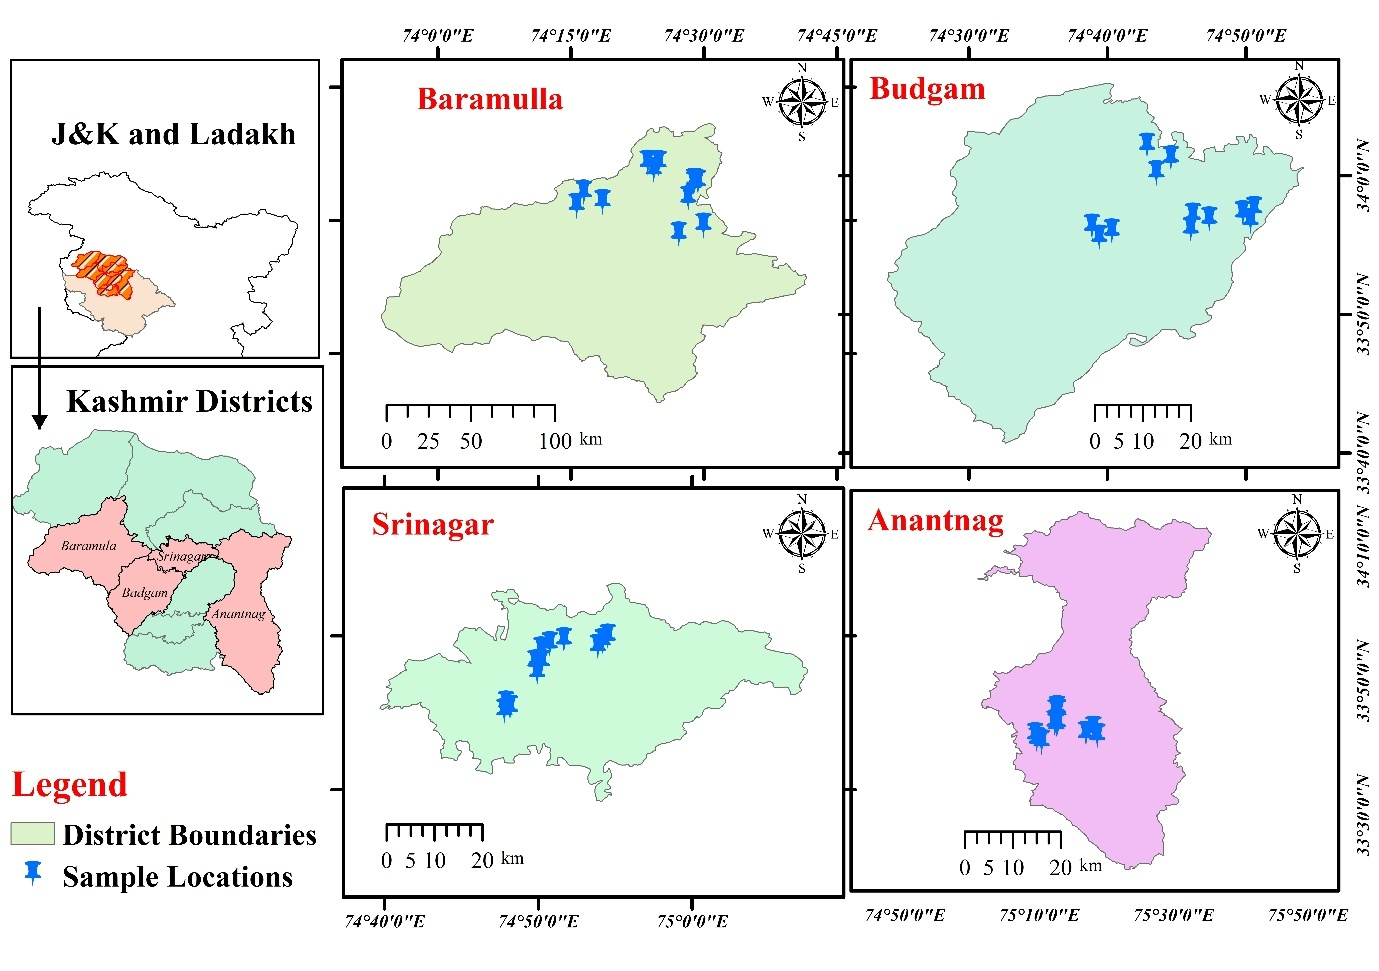 74°0'0"E 74°15'0"E 74°30'0"E 74°45'0"E 74°30'0"E 74°40'0"E 74°50'0"E
J&K and Ladakh
Baramulla
N
W E
S
0 25 50 100 km
Budgam
N
W E
S
0 5 10 20 km
34°0'0"N
33°50'0"N
33°40'0"N
Kashmir Districts
Baramula
Srinagar
Badgam
Anantnag
Srinagar
N
W E
S
0 5 10 20 km
Anantnag
N
W E
S
0 5 10 20 km
34°10'0"N
33°50'0"N
33°30'0"N
Legend
District Boundaries
Sample Locations
74°40'0"E 74°50'0"E 75°0'0"E 74°50'0"E 75°10'0"E 75°30'0"E 75°50'0"E